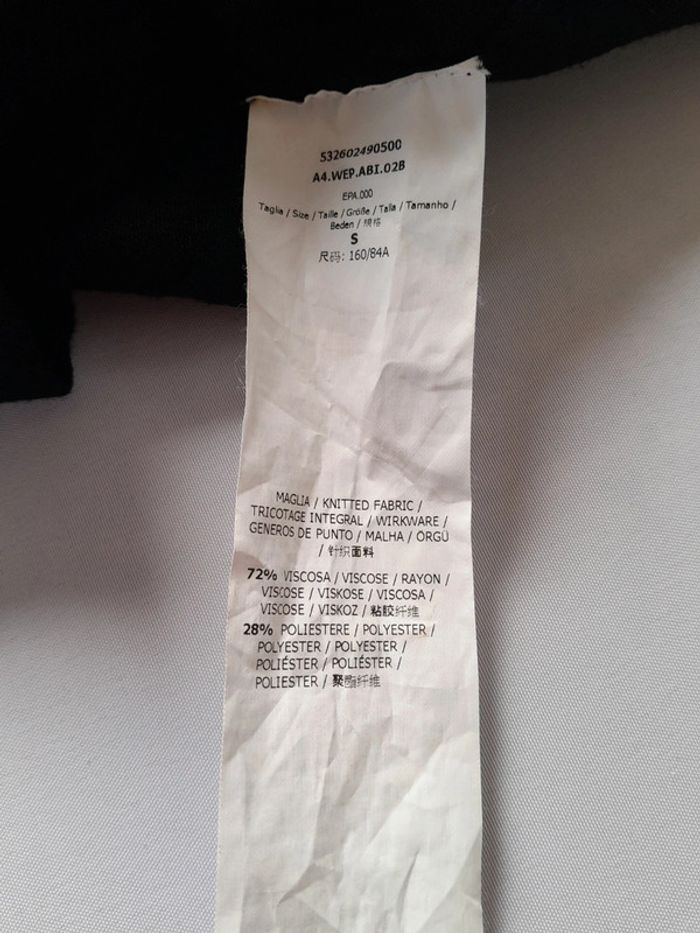 532602490500
A4.WEP.ABI.02B
EPA.000
Taglia / Size / Taille / Größe / Talla / Tamanho /
Beden / 规格
S
尺码: 160/84A
MAGLIA / KNITTED FABRIC /
TRICOTAGE INTEGRAL / WIRKWARE /
GENEROS DE PUNTO / MALHA / ÖRGÜ
/ 针织面料
72% VISCOSA / VISCOSE / RAYON /
VISCOSE / VISKOSE / VISCOSA /
VISCOSE / VISKOZ / 粘胶纤维
28% POLIESTERE / POLYESTER /
POLYESTER / POLYESTER /
POLIÉSTER / POLIÉSTER /
POLIESTER / 聚酯纤维